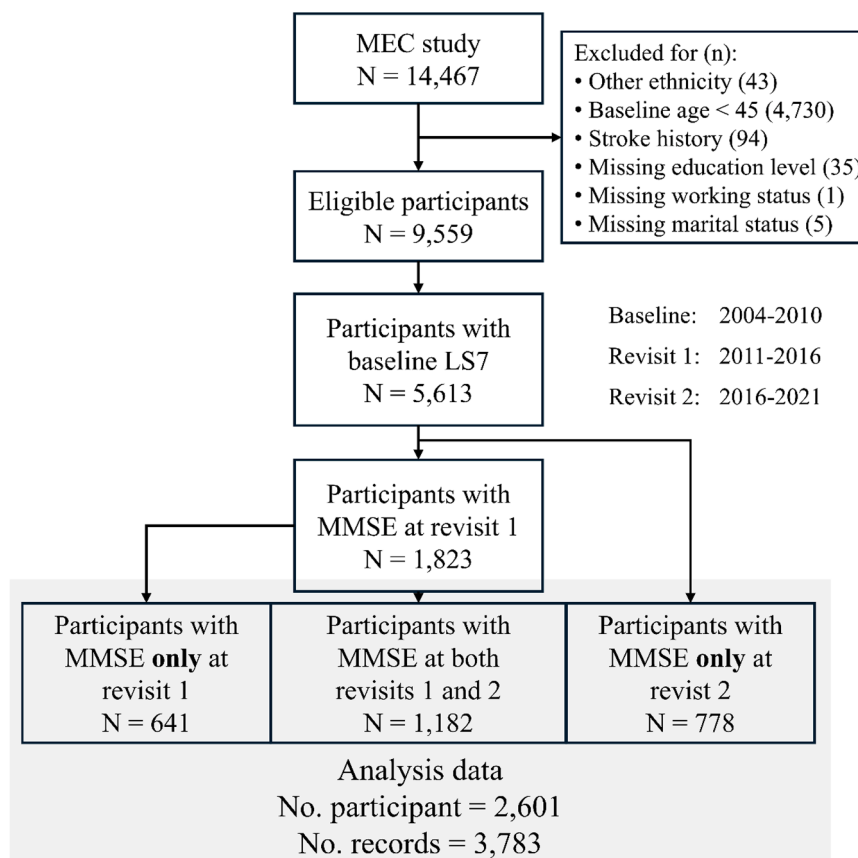 MEC study
N = 14,467
Excluded for (n):
• Other ethnicity (43)
• Baseline age < 45 (4,730)
• Stroke history (94)
• Missing education level (35)
• Missing working status (1)
• Missing marital status (5)
Eligible participants
N = 9,559
Participants with
baseline LS7
N = 5,613
Baseline: 2004-2010
Revisit 1: 2011-2016
Revisit 2: 2016-2021
Participants with
MMSE at revisit 1
N = 1,823
Participants with
MMSE only at
revisit 1
N = 641
Participants with
MMSE at both
revisits 1 and 2
N = 1,182
Participants with
MMSE only at
revist 2
N = 778
Analysis data
No. participant = 2,601
No. records = 3,783